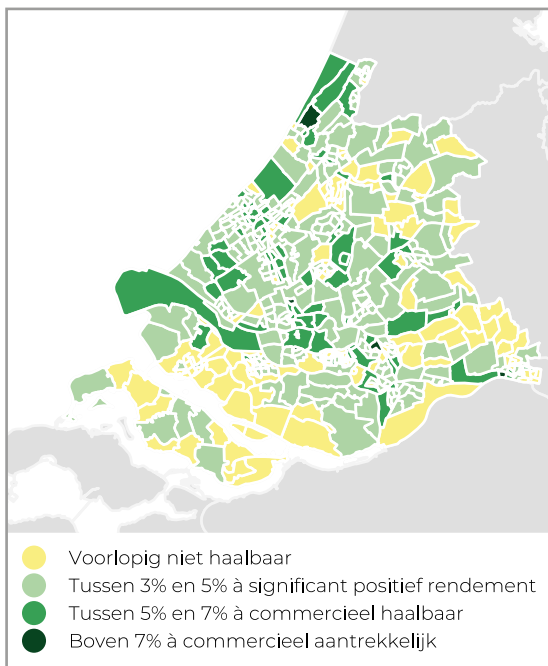 Voorlopig niet haalbaar
Tussen 3% en 5% à significant positief rendement
Tussen 5% en 7% à commercieel haalbaar
Boven 7% à commercieel aantrekkelijk